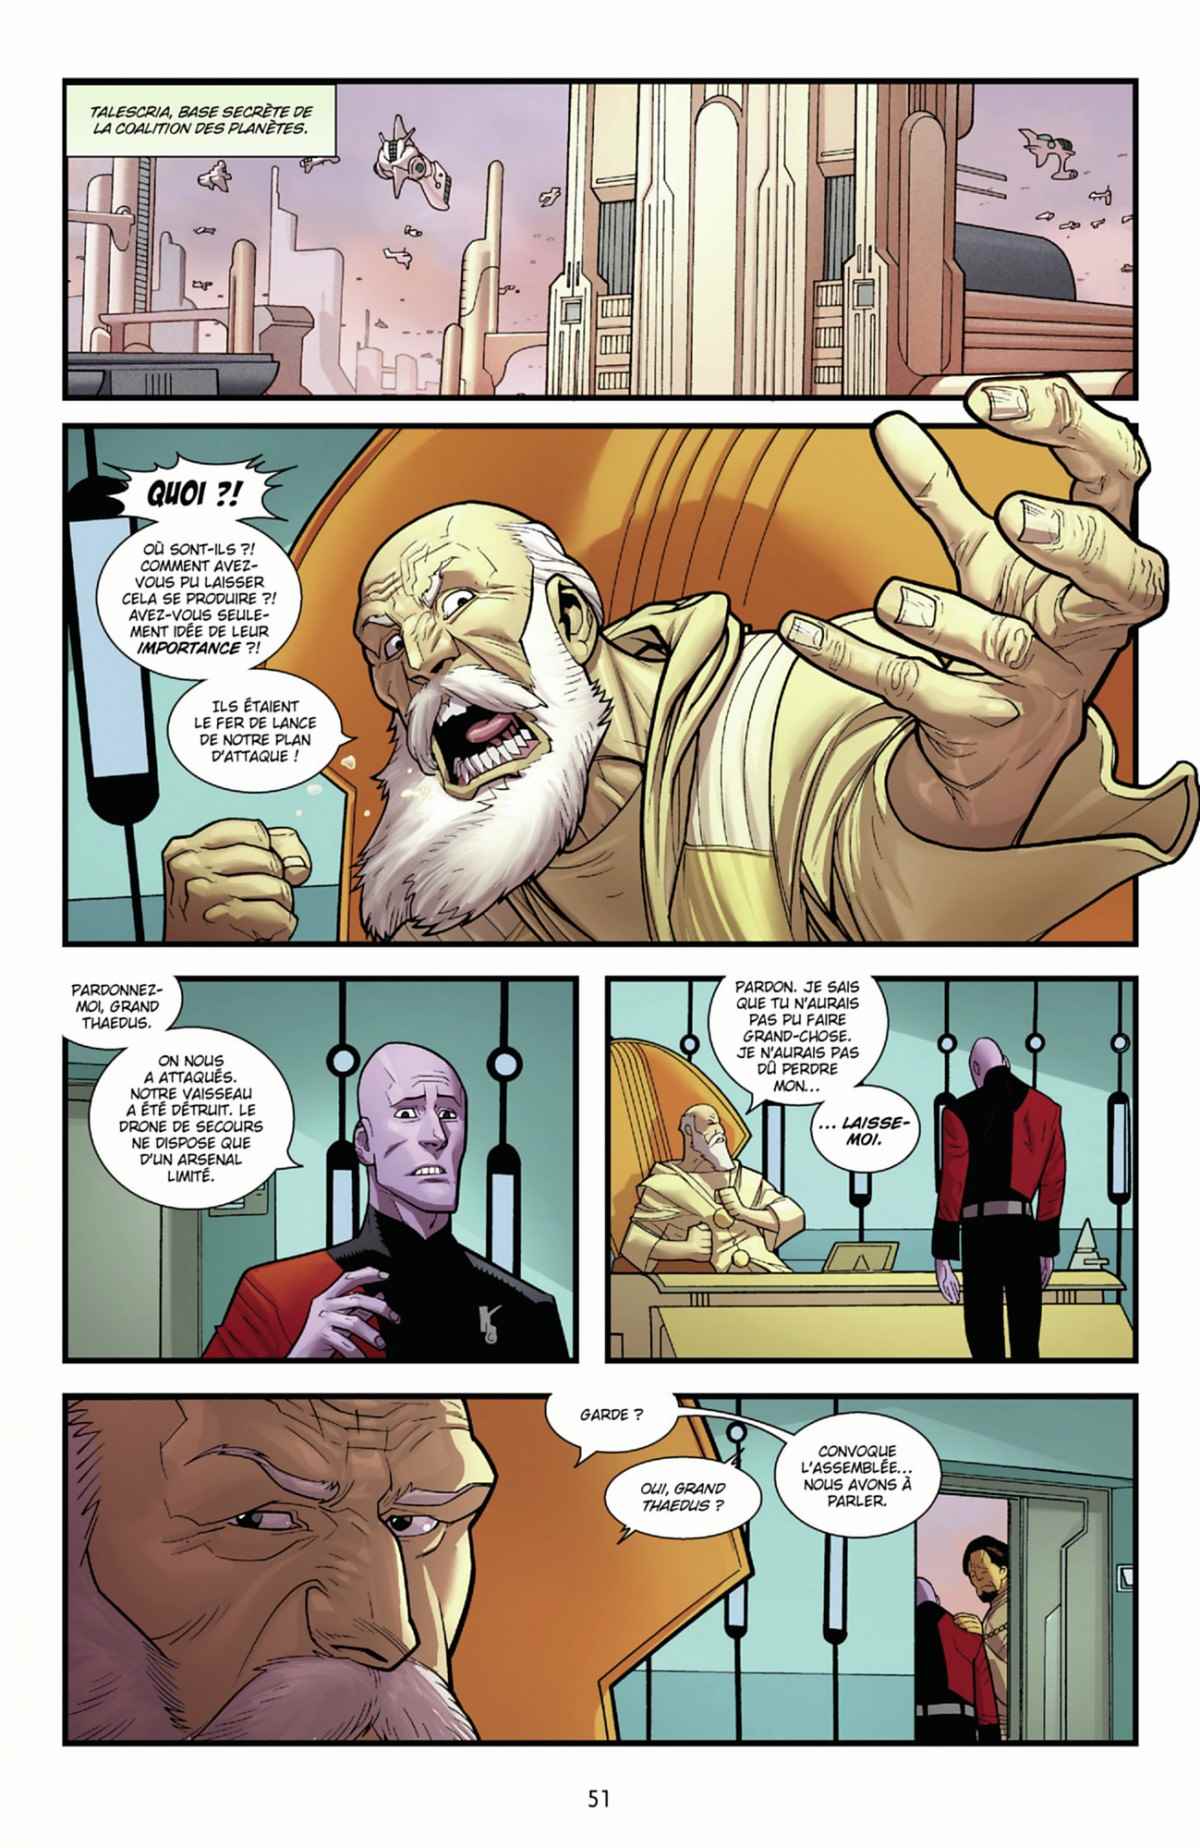 TALESCRIA, BASE SECRÈTE DE
LA COALITION DES PLANÈTES.
QUOI ?!
OÙ SONT-ILS ?!
COMMENT AVEZ-
VOUS PU LAISSER
CELA SE PRODUIRE ?!
AVEZ-VOUS SEULE-
MENT IDÉE DE LEUR
IMPORTANCE ?!
ILS ÉTAIENT
LE FER DE LANCE
DE NOTRE PLAN
D'ATTAQUE !
PARDONNEZ-
MOI, GRAND
THAEDUS.
ON NOUS
A ATTAQUÉS.
NOTRE VAISSEAU
A ÉTÉ DÉTRUIT. LE
DRONE DE SECOURS
NE DISPOSE QUE
D'UN ARSENAL
LIMITÉ.
PARDON. JE SAIS
QUE TU N'AURAIS
PAS PU FAIRE
GRAND-CHOSE.
JE N'AURAIS PAS
DÛ PERDRE
MON...
... LAISSE-
MOI.
GARDE ?
OUI, GRAND
THAEDUS ?
CONVOQUE
L'ASSEMBLÉE...
NOUS AVONS À
PARLER.
51